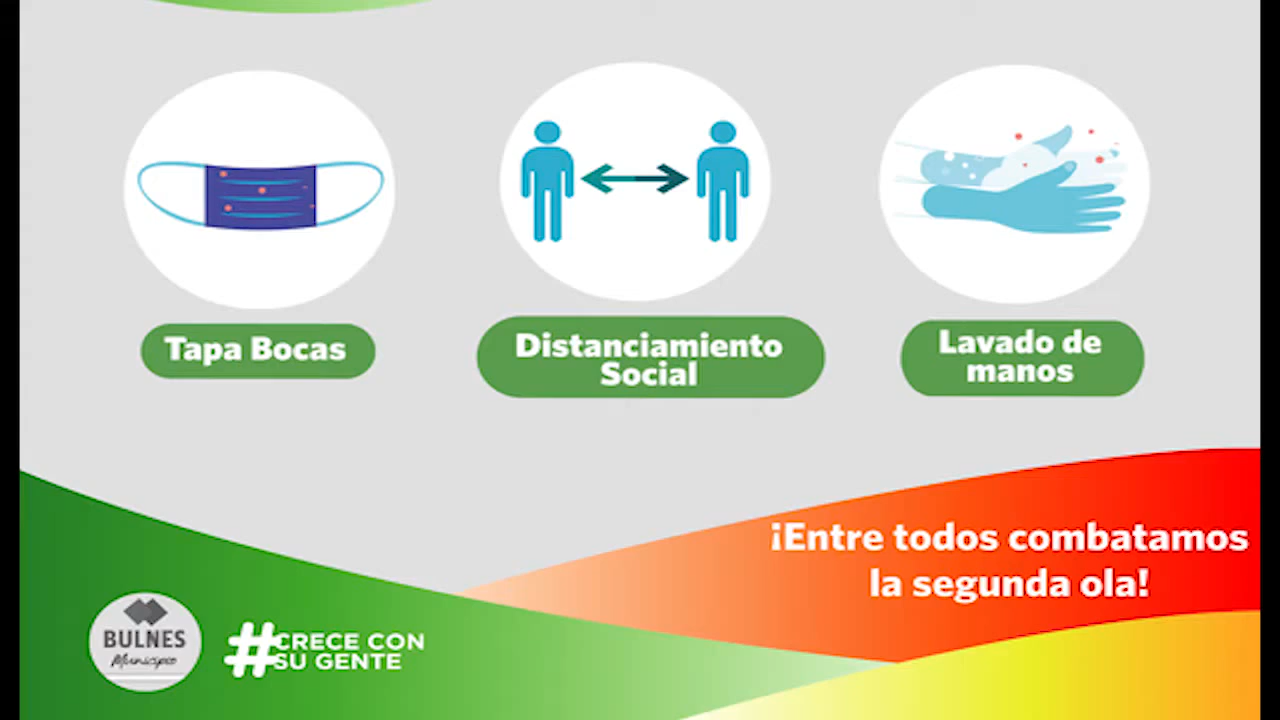 Tapa Bocas
Distanciamiento
Social
Lavado de
manos
¡Entre todos combatamos
la segunda ola!
BULNES
Municipio
#CRECE CON
SU GENTE